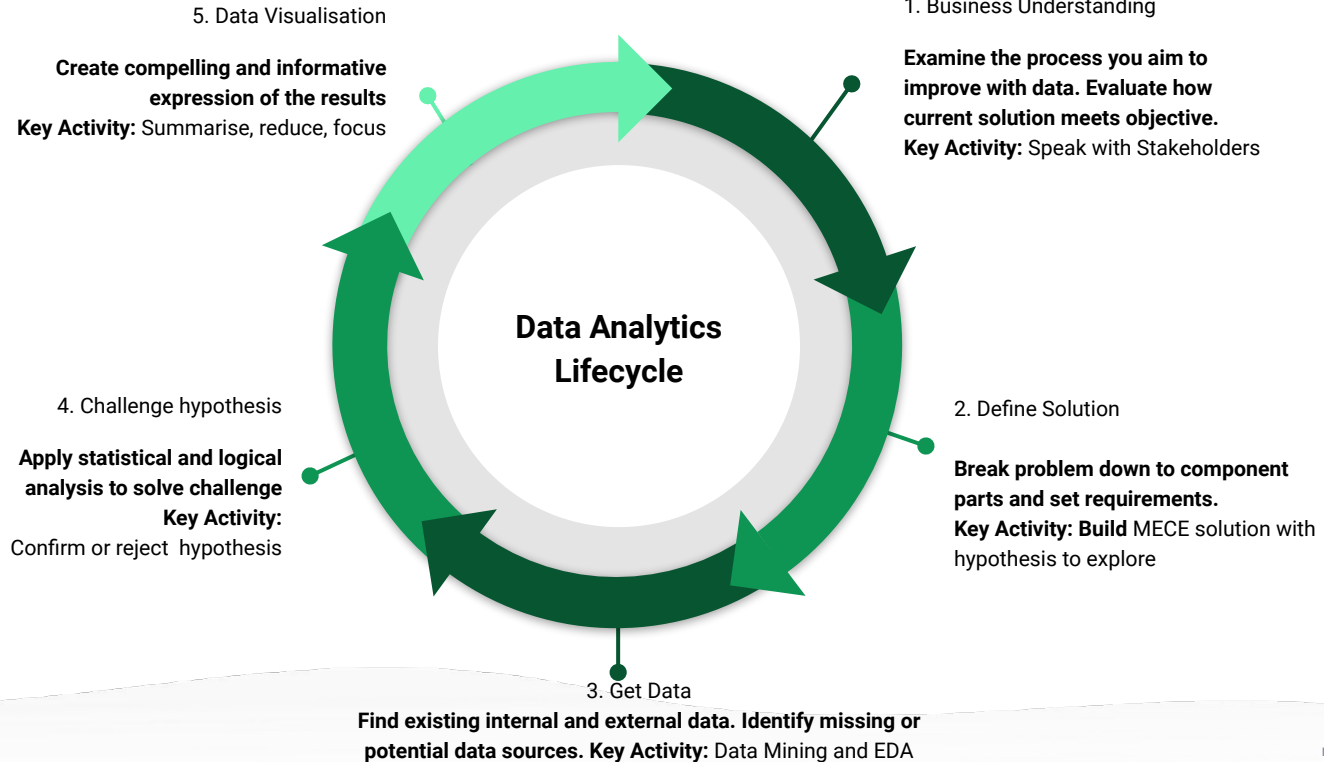 5. Data Visualisation
Create compelling and informative
expression of the results
Key Activity: Summarise, reduce, focus
1. Business Understanding
Examine the process you aim to
improve with data. Evaluate how
current solution meets objective.
Key Activity: Speak with Stakeholders
Data Analytics
Lifecycle
4. Challenge hypothesis
Apply statistical and logical
analysis to solve challenge
Key Activity:
Confirm or reject hypothesis
2. Define Solution
Break problem down to component
parts and set requirements.
Key Activity: Build MECE solution with
hypothesis to explore
3. Get Data
Find existing internal and external data. Identify missing or
potential data sources. Key Activity: Data Mining and EDA